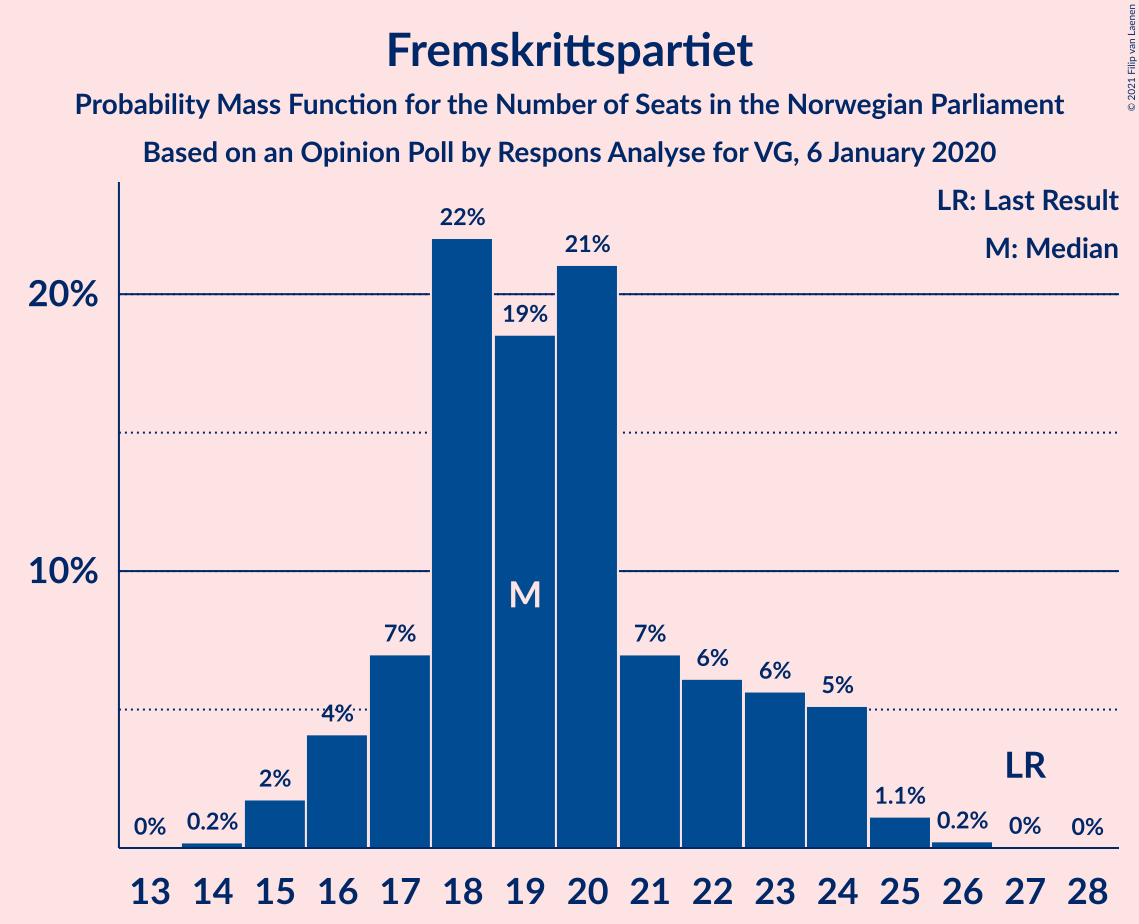 Fremskrittspartiet
Probability Mass Function for the Number of Seats in the Norwegian Parliament
Based on an Opinion Poll by Respons Analyse for VG, 6 January 2020
© 2021 Filip van Laenen
LR: Last Result
M: Median
20%
10%
0%
0.2%
2%
4%
7%
22%
19%
21%
7%
6%
6%
5%
1.1%
0.2%
0%
0%
M
LR
13 14 15 16 17 18 19 20 21 22 23 24 25 26 27 28